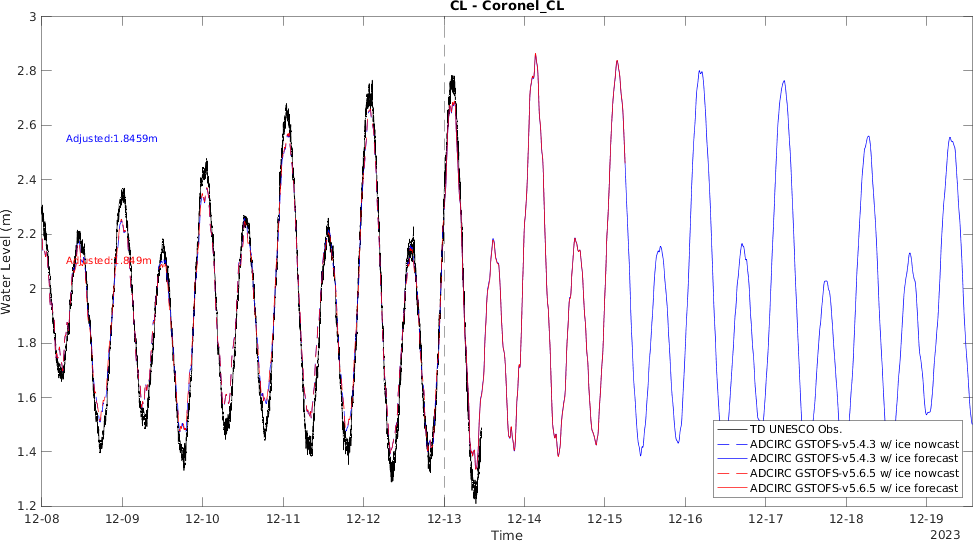 CL - Coronel_CL
3
2.8
2.6
2.4
2.2
2
1.8
1.6
1.4
1.2
Water Level (m)
Adjusted:1.8459m
Adjusted:1.849m
TD UNESCO Obs.
ADCIRC GSTOFS-v5.4.3 w/ ice nowcast
ADCIRC GSTOFS-v5.4.3 w/ ice forecast
ADCIRC GSTOFS-v5.6.5 w/ ice nowcast
ADCIRC GSTOFS-v5.6.5 w/ ice forecast
12-08 12-09 12-10 12-11 12-12 12-13 12-14 12-15 12-16 12-17 12-18 12-19
Time
2023